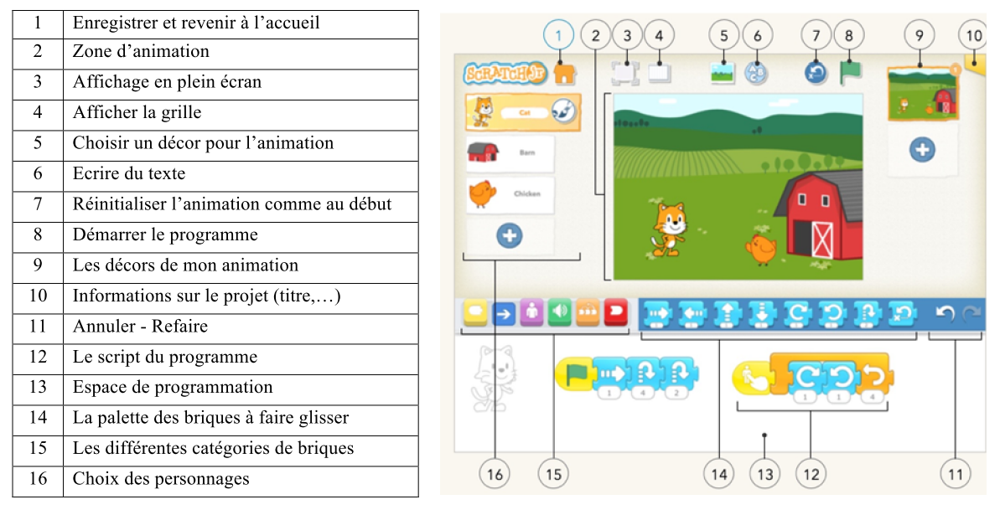 1 Enregistrer et revenir à l’accueil
2 Zone d’animation
3 Affichage en plein écran
4 Afficher la grille
5 Choisir un décor pour l’animation
6 Ecrire du texte
7 Réinitialiser l’animation comme au début
8 Démarrer le programme
9 Les décors de mon animation
10 Informations sur le projet (titre,…)
11 Annuler - Refaire
12 Le script du programme
13 Espace de programmation
14 La palette des briques à faire glisser
15 Les différentes catégories de briques
16 Choix des personnages
1 2 3 4 5 6 7 8 9 10
SCRATCHJr
Cat
Barn
Chicken
1 4 2
1 1 4
16 15 14 13 12 11